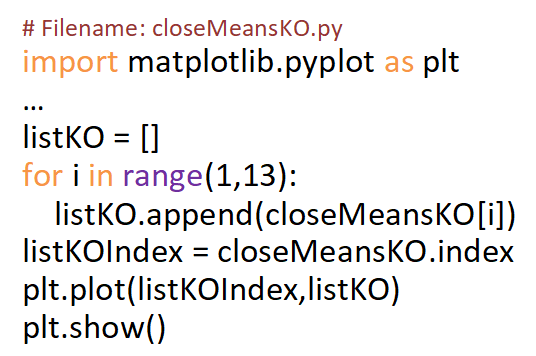 # Filename: closeMeansKO.py
import matplotlib.pyplot as plt
…
listKO = []
for i in range(1,13):
    listKO.append(closeMeansKO[i])
listKOIndex = closeMeansKO.index
plt.plot(listKOIndex,listKO)
plt.show()